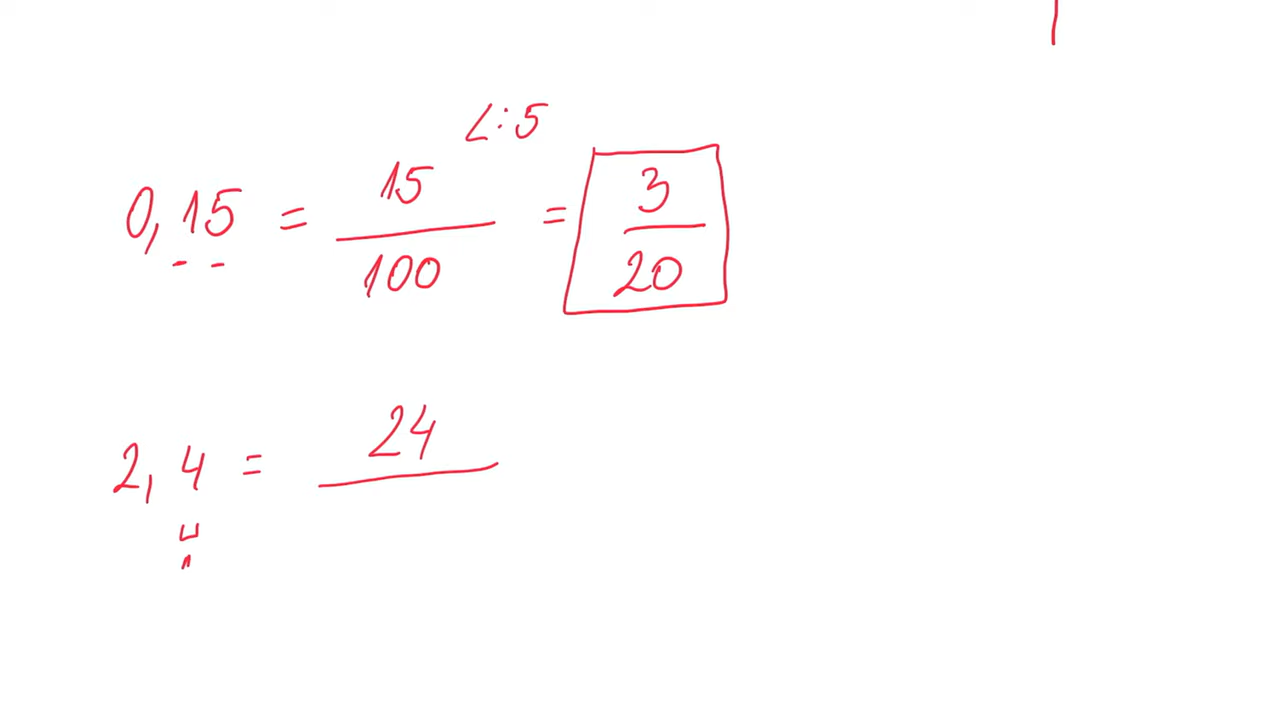 0,15 = 15/100 = 3/20
∠:5
2,4 = 24/